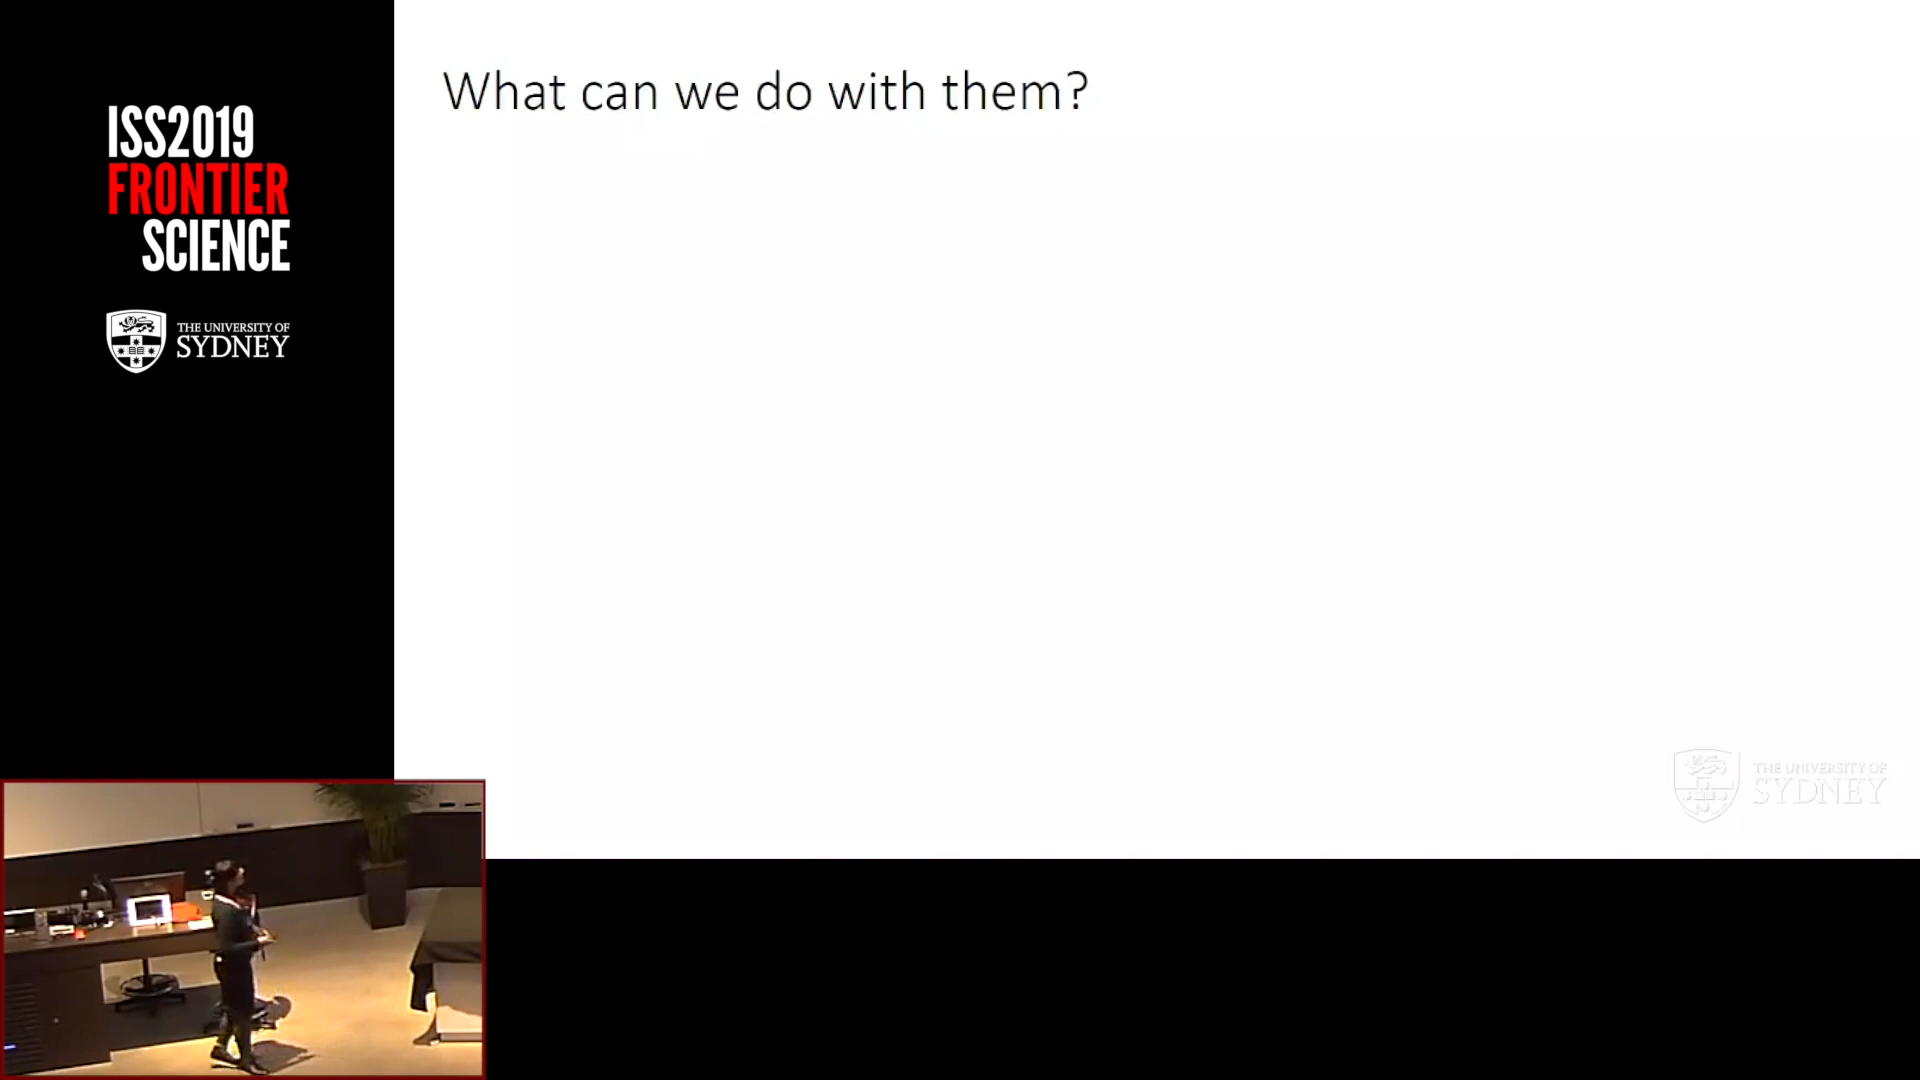 What can we do with them?
ISS2019
FRONTIER
SCIENCE
THE UNIVERSITY OF
SYDNEY
THE UNIVERSITY OF
SYDNEY